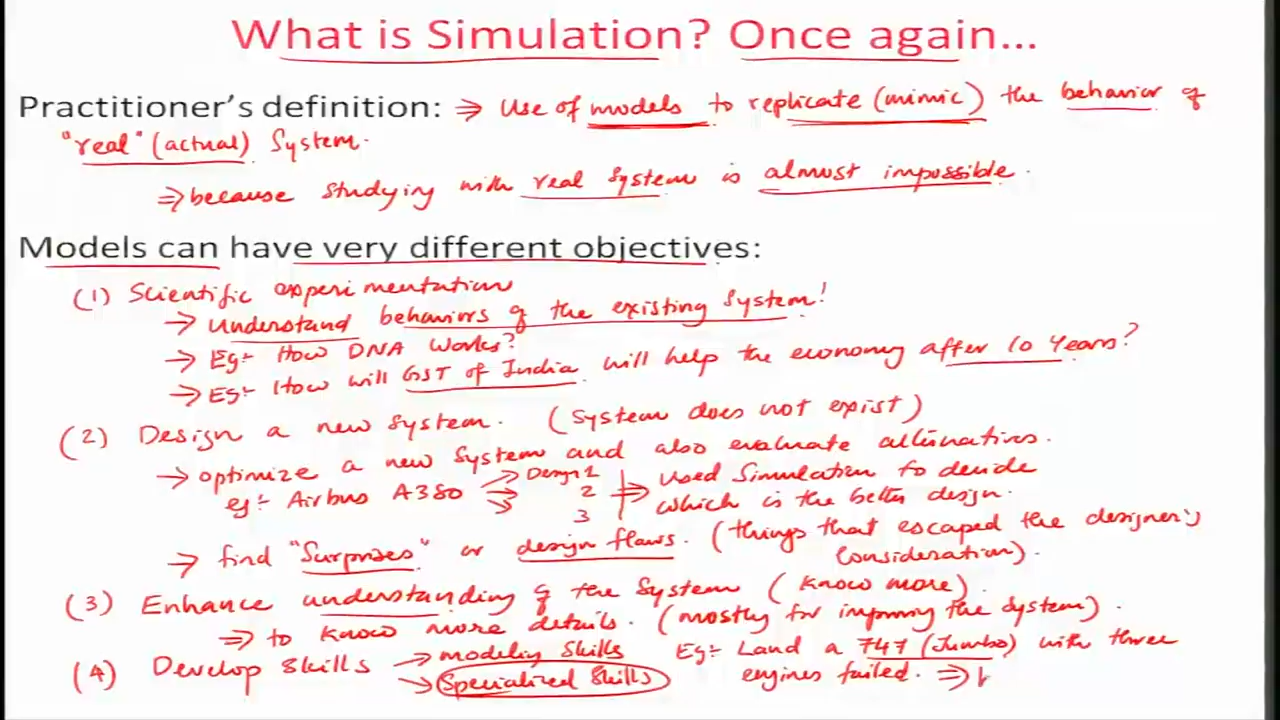 What is Simulation? Once again...
Practitioner's definition: ⇒ Use of models to replicate (mimic) the behavior of
"real" (actual) System.
⇒ because studying with real system is almost impossible.
Models can have very different objectives:
(1) Scientific experimentation
→ Understand behaviors of the existing system!
→ Eg:- How DNA works?
→ Eg:- How will GST of India will help the economy after 10 years?
(2) Design a new system. (System does not exist)
→ optimize a new system and also evaluate alternatives.
eg:- Airbus A380 → Design 1 2 3 ⇒ Used Simulation to decide
which is the better design.
→ find "Surprises" or design flaws. (things that escaped the designer's
consideration).
(3) Enhance understanding of the System (Know more).
⇒ to know more details. (mostly for improving the system).
(4) Develop skills → modeling skills Eg:- Land a 747 (Jumbo) with three
→ Specialized Skills engines failed. ⇒